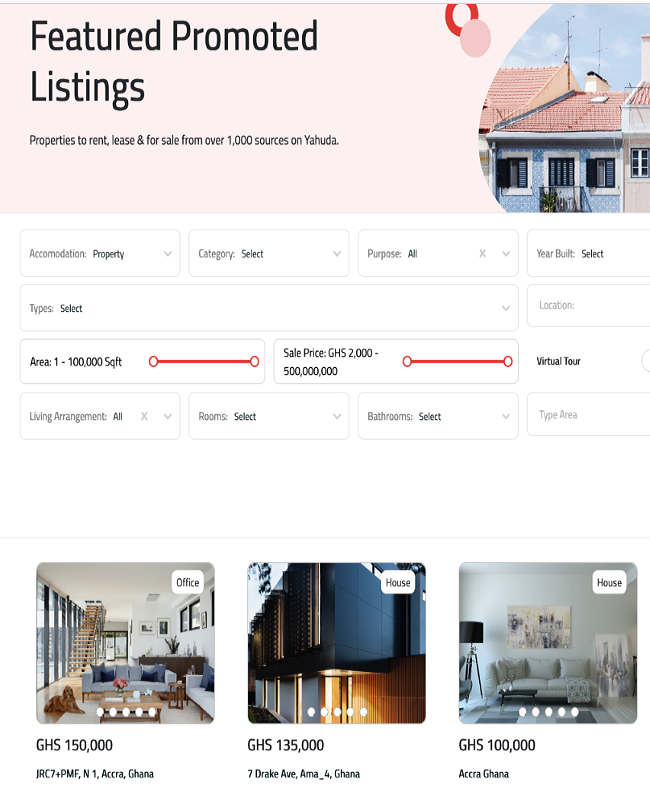 Featured Promoted
Listings
Properties to rent, lease & for sale from over 1,000 sources on Yahuda.
Accomodation: Property
Category: Select
Purpose: All X
Year Built: Select
Types: Select
Location:
Area: 1 - 100,000 Sqft
Sale Price: GHS 2,000 -
500,000,000
Virtual Tour
Living Arrangement: All X
Rooms: Select
Bathrooms: Select
Type Area
Office
House
House
GHS 150,000
GHS 135,000
GHS 100,000
JRC7+PMF, N 1, Accra, Ghana
7 Drake Ave, Ama_4, Ghana
Accra Ghana